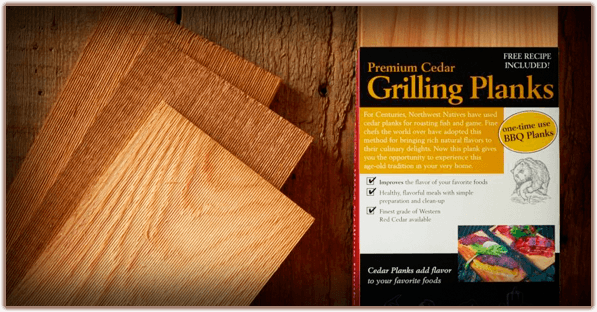 FREE RECIPE
INCLUDED!
Premium Cedar
Grilling Planks
For Centuries, Northwest Natives have used
cedar planks for roasting fish and game. Fine
chefs the world over have adopted this
method for bringing rich natural flavors to
their culinary delights. Now this plank gives
you the opportunity to experience this
age-old tradition in your very home.
one-time use
BBQ Planks
Improves the flavor of your favorite foods
Healthy, flavorful meals with simple
preparation and clean-up
Finest grade of Western
Red Cedar available
Cedar Planks add flavor
to your favorite foods